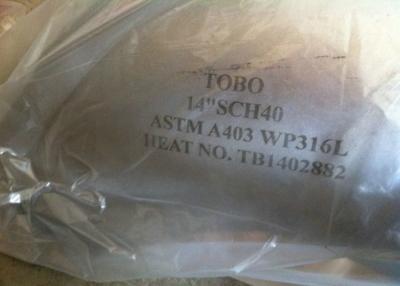 TOBO
14"SCH40
ASTM A403 WP316L
HEAT NO. TB1402882